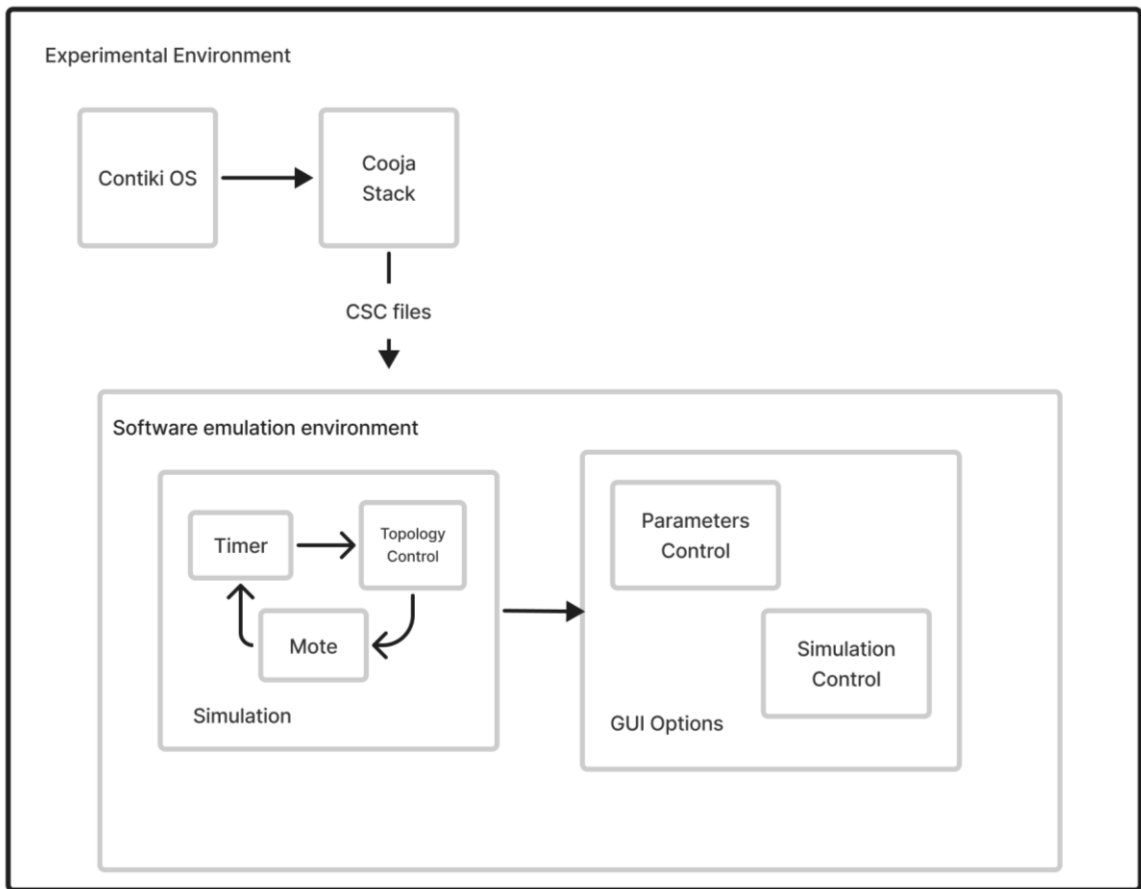 Experimental Environment
Contiki OS
Cooja
Stack
CSC files
Software emulation environment
Timer
Topology
Control
Mote
Simulation
Parameters
Control
Simulation
Control
GUI Options